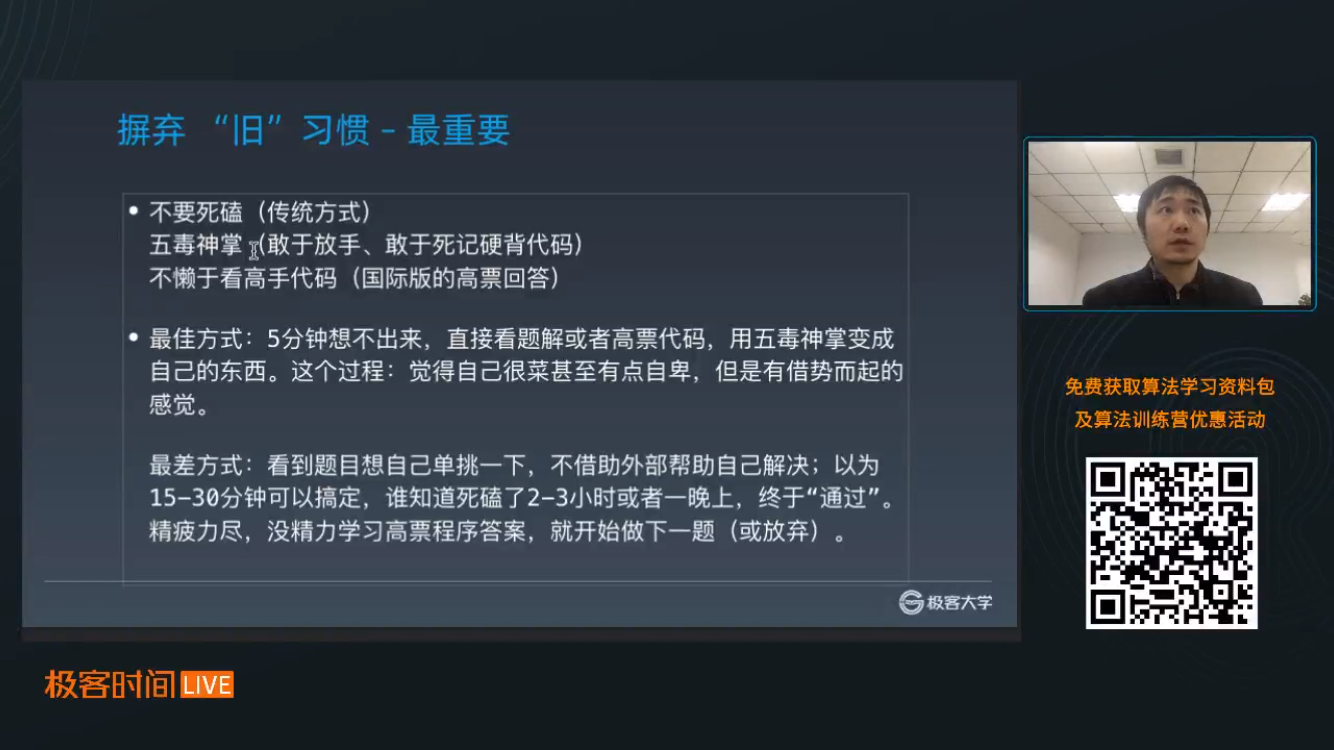 摒弃 “旧” 习惯 – 最重要
• 不要死磕（传统方式）
五毒神掌（敢于放手、敢于死记硬背代码）
不懒于看高手代码（国际版的高票回答）
• 最佳方式：5分钟想不出来，直接看题解或者高票代码，用五毒神掌变成
自己的东西。这个过程：觉得自己很菜甚至有点自卑，但是有借势而起的
感觉。
最差方式：看到题目想自己单挑一下，不借助外部帮助自己解决；以为
15–30分钟可以搞定，谁知道死磕了2–3小时或者一晚上，终于“通过”。
精疲力尽，没精力学习高票程序答案，就开始做下一题（或放弃）。
极客大学
免费获取算法学习资料包
及算法训练营优惠活动
极客时间 LIVE